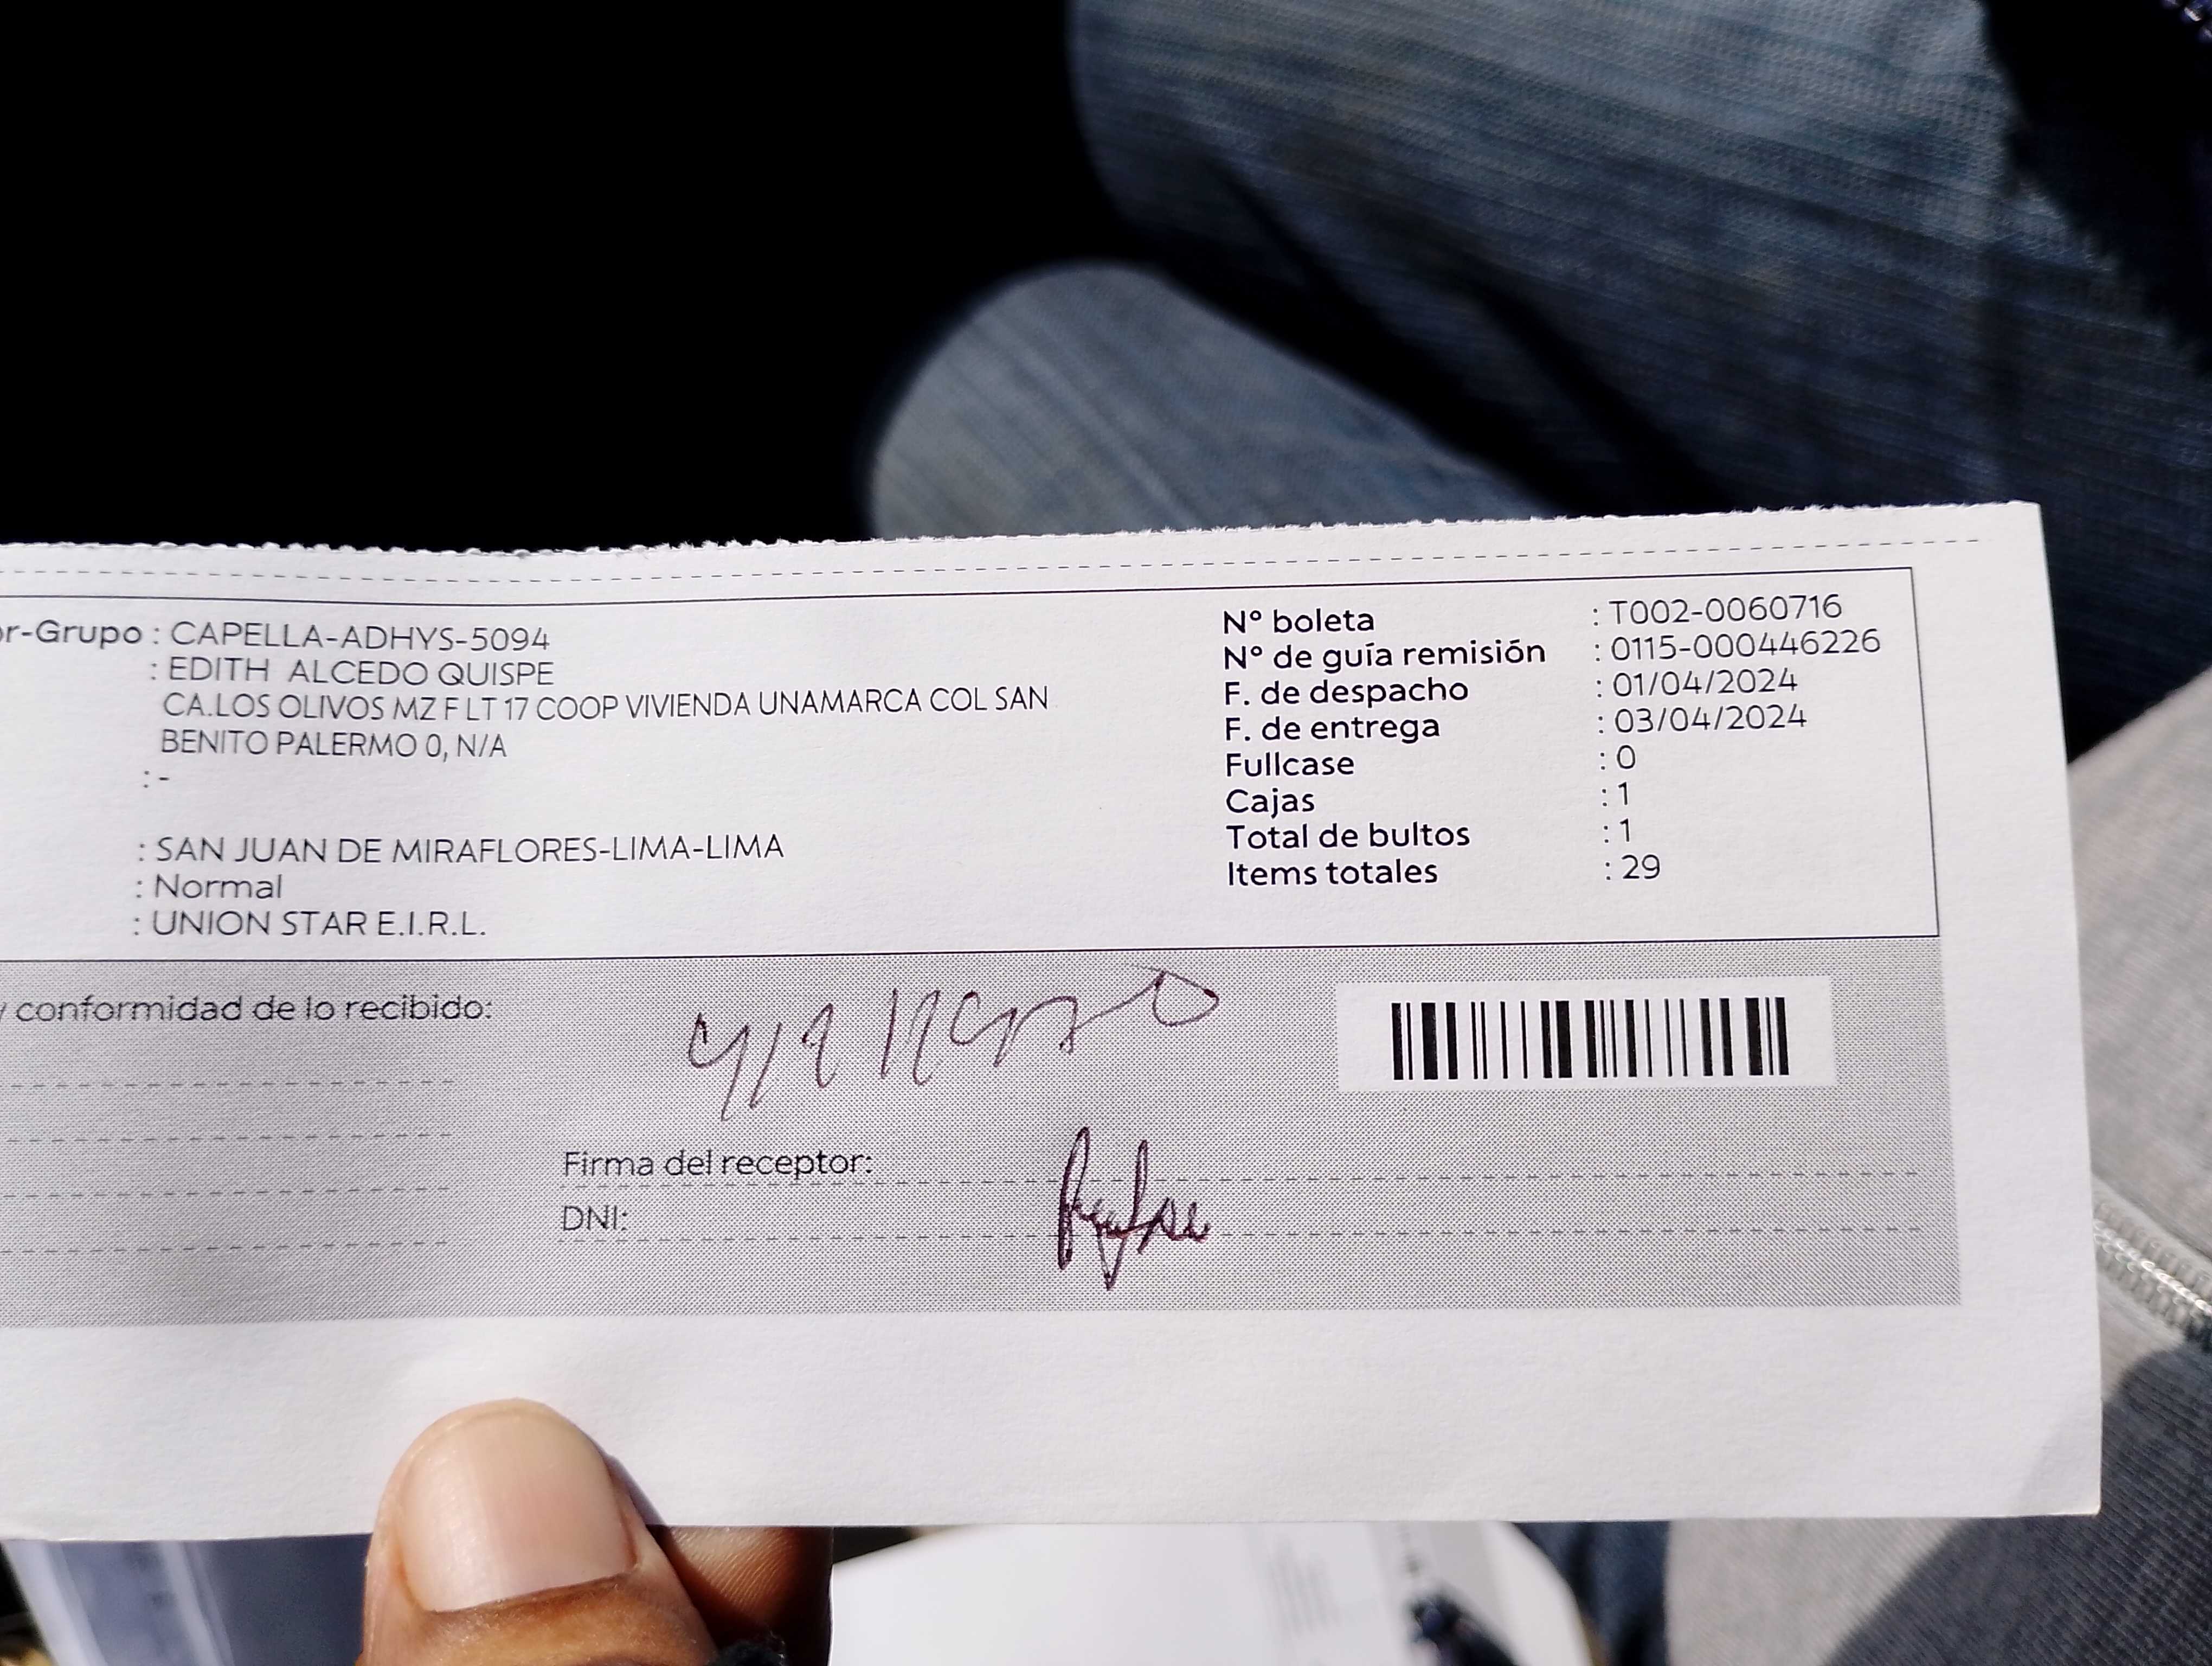 r-Grupo : CAPELLA-ADHYS-5094
: EDITH ALCEDO QUISPE
CA.LOS OLIVOS MZ F LT 17 COOP VIVIENDA UNAMARCA COL SAN
BENITO PALERMO 0, N/A
: -
: SAN JUAN DE MIRAFLORES-LIMA-LIMA
: Normal
: UNION STAR E.I.R.L.
Nº boleta : T002-0060716
Nº de guía remisión : 0115-000446226
F. de despacho : 01/04/2024
F. de entrega : 03/04/2024
Fullcase : 0
Cajas : 1
Total de bultos : 1
Items totales : 29
y conformidad de lo recibido:
Firma del receptor:
DNI: